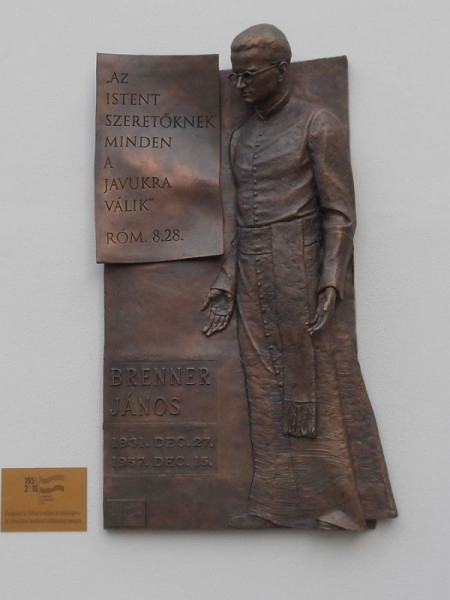 „AZ
ISTENT
SZERETŐKNEK
MINDEN
A
JAVUKRA
VÁLIK"
RÓM. 8.28.
BRENNER
JÁNOS
1931. DEC. 27.
1957. DEC. 15.